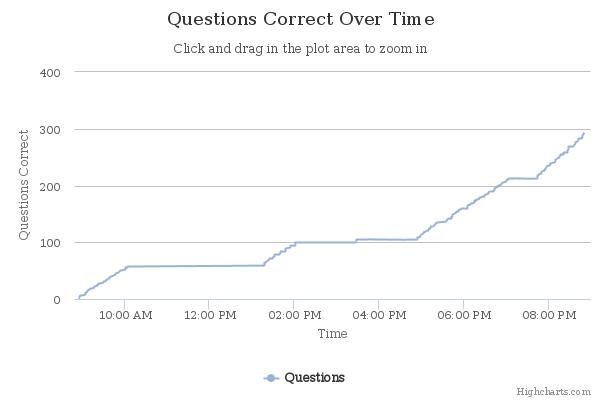 Questions Correct Over Time
Click and drag in the plot area to zoom in
Questions Correct
400
300
200
100
0
10:00 AM 12:00 PM 02:00 PM 04:00 PM 06:00 PM 08:00 PM
Time
Questions
Highcharts.com